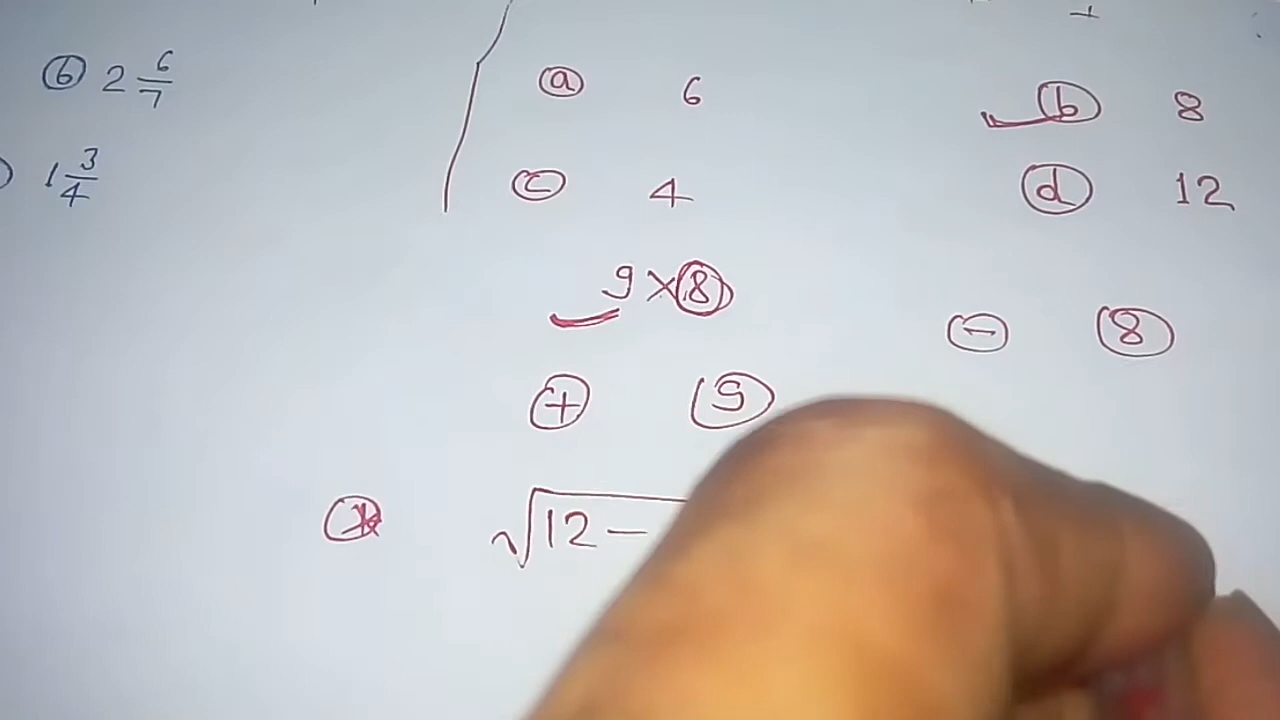 (b) 2 6/7
) 1 3/4
(a) 6 (b) 8
(c) 4 (d) 12
9 × 8
(-) 8
(+) 9
√12 -